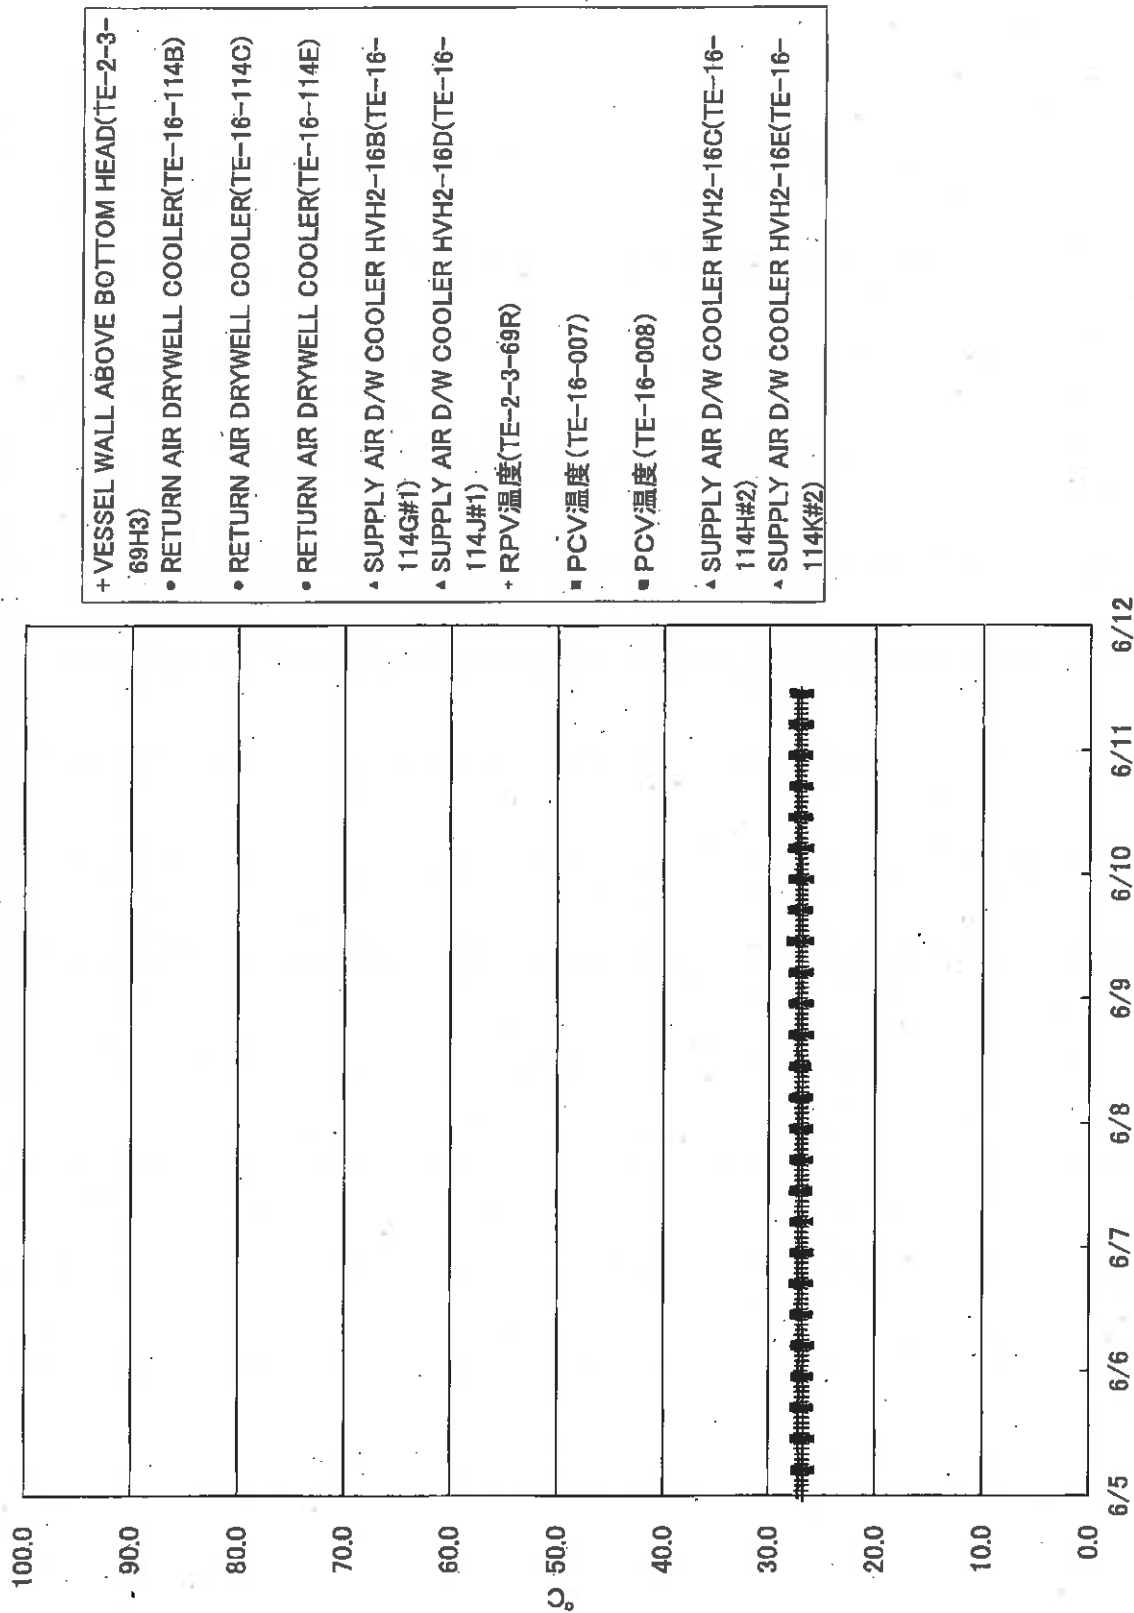 100.0
90.0
80.0
70.0
60.0
50.0
40.0
30.0
20.0
10.0
0.0
℃
6/5
6/6
6/7
6/8
6/9
6/10
6/11
6/12
+ VESSEL WALL ABOVE BOTTOM HEAD(TE-2-3-
69H3)
● RETURN AIR DRYWELL COOLER(TE-16-114B)
● RETURN AIR DRYWELL COOLER(TE-16-114C)
● RETURN AIR DRYWELL COOLER(TE-16-114E)
▲ SUPPLY AIR D/W COOLER HVH2-16B(TE-16-
114G#1)
▲ SUPPLY AIR D/W COOLER HVH2-16D(TE-16-
114J#1)
+ RPV温度(TE-2-3-69R)
■ PCV温度(TE-16-007)
■ PCV温度(TE-16-008)
▲ SUPPLY AIR D/W COOLER HVH2-16C(TE-16-
114H#2)
▲ SUPPLY AIR D/W COOLER HVH2-16E(TE-16-
114K#2)